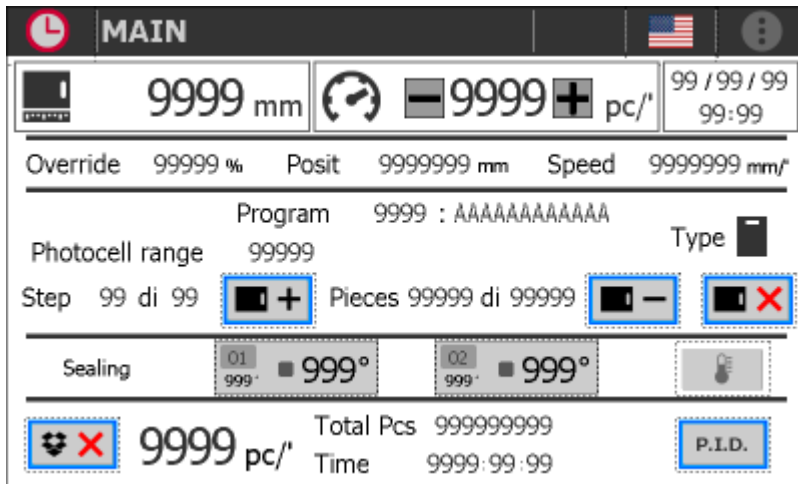 MAIN
9999 mm 9999 pc/' 99/99/99
99:99
Override 99999 % Posit 9999999 mm Speed 9999999 mm/'
Program 9999 : AAAAAAAAAAAA
Type
Photocell range 99999
Step 99 di 99 Pieces 99999 di 99999
Sealing 01 999° 999° 02 999° 999°
9999 pc/' Total Pcs 999999999
Time 9999:99:99
P.I.D.